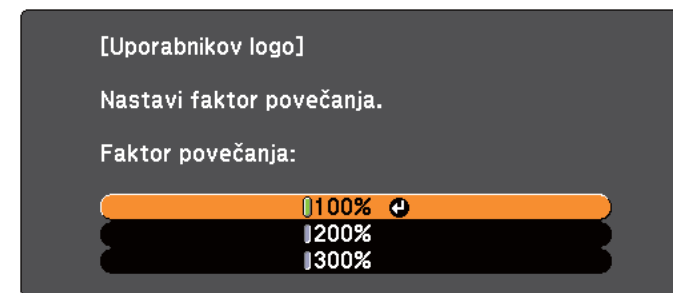 [Uporabnikov logo]
Nastavi faktor povečanja.
Faktor povečanja:
100%
200%
300%